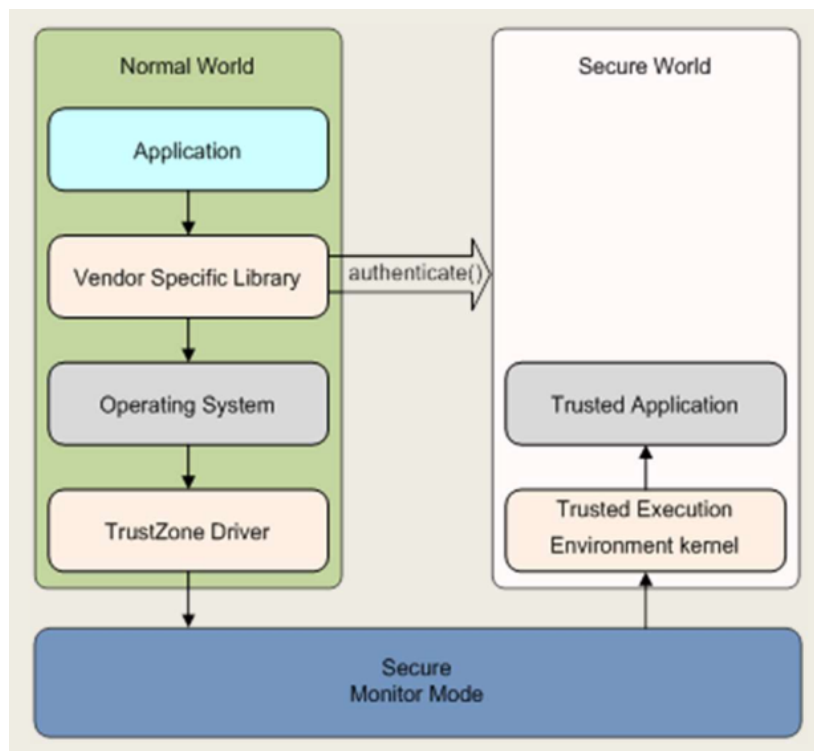 Normal World
Secure World
Application
Vendor Specific Library
authenticate()
Operating System
Trusted Application
TrustZone Driver
Trusted Execution
Environment kernel
Secure
Monitor Mode